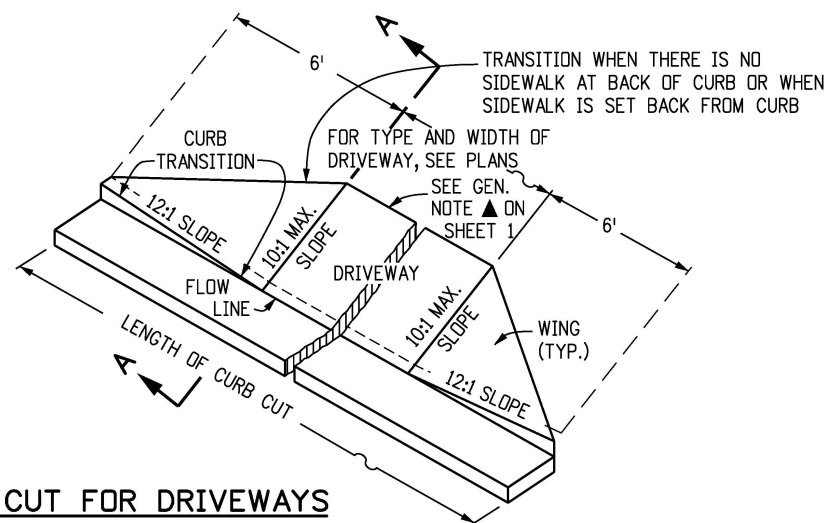 A
6'
TRANSITION WHEN THERE IS NO
SIDEWALK AT BACK OF CURB OR WHEN
SIDEWALK IS SET BACK FROM CURB
CURB
TRANSITION
FOR TYPE AND WIDTH OF
DRIVEWAY, SEE PLANS
SEE GEN.
NOTE ▲ ON
SHEET 1
6'
12:1 SLOPE
10:1 MAX.
SLOPE
DRIVEWAY
FLOW
LINE
10:1 MAX.
SLOPE
WING
(TYP.)
12:1 SLOPE
LENGTH OF CURB CUT
A
CUT FOR DRIVEWAYS